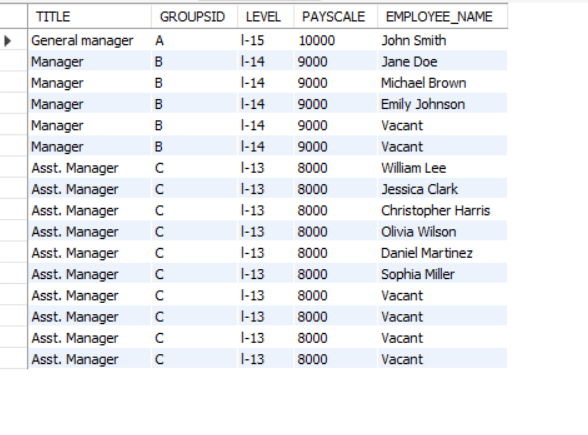 TITLE GROUPSID LEVEL PAYSCALE EMPLOYEE_NAME
General manager A l-15 10000 John Smith
Manager B l-14 9000 Jane Doe
Manager B l-14 9000 Michael Brown
Manager B l-14 9000 Emily Johnson
Manager B l-14 9000 Vacant
Manager B l-14 9000 Vacant
Asst. Manager C l-13 8000 William Lee
Asst. Manager C l-13 8000 Jessica Clark
Asst. Manager C l-13 8000 Christopher Harris
Asst. Manager C l-13 8000 Olivia Wilson
Asst. Manager C l-13 8000 Daniel Martinez
Asst. Manager C l-13 8000 Sophia Miller
Asst. Manager C l-13 8000 Vacant
Asst. Manager C l-13 8000 Vacant
Asst. Manager C l-13 8000 Vacant
Asst. Manager C l-13 8000 Vacant